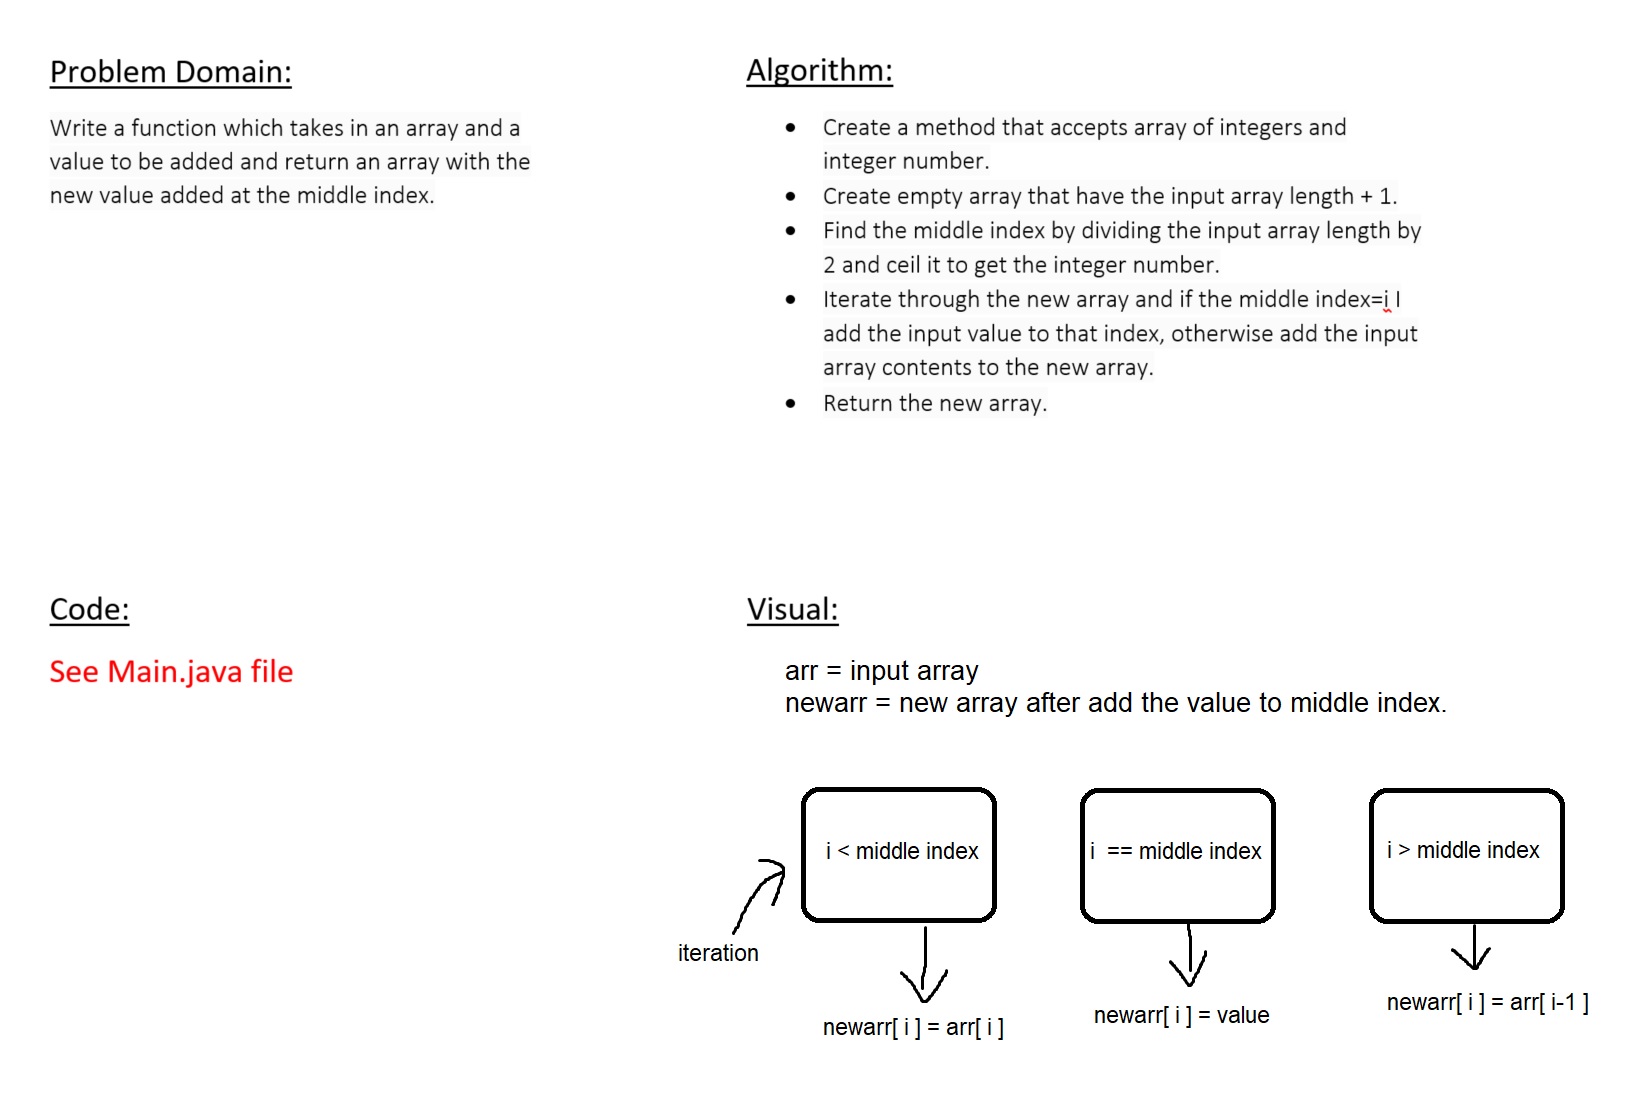 Problem Domain:
Write a function which takes in an array and a
value to be added and return an array with the
new value added at the middle index.
Algorithm:
• Create a method that accepts array of integers and
integer number.
• Create empty array that have the input array length + 1.
• Find the middle index by dividing the input array length by
2 and ceil it to get the integer number.
• Iterate through the new array and if the middle index=i I
add the input value to that index, otherwise add the input
array contents to the new array.
• Return the new array.
Code:
See Main.java file
Visual:
arr = input array
newarr = new array after add the value to middle index.
i < middle index
i == middle index
i > middle index
iteration
newarr[ i ] = arr[ i ]
newarr[ i ] = value
newarr[ i ] = arr[ i-1 ]